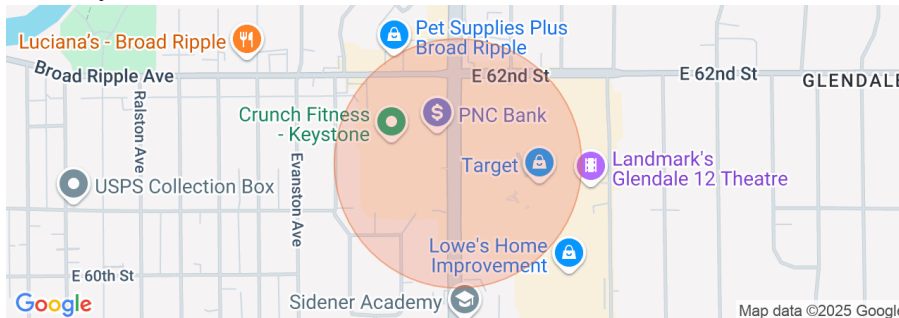 Luciana's - Broad Ripple
Pet Supplies Plus
Broad Ripple
Broad Ripple Ave
E 62nd St
E 62nd St
GLENDALE
Ralston Ave
Crunch Fitness
- Keystone
PNC Bank
Evanston Ave
Target
Landmark's
Glendale 12 Theatre
USPS Collection Box
Lowe's Home
Improvement
E 60th St
Sidener Academy
Google
Map data ©2025 Google